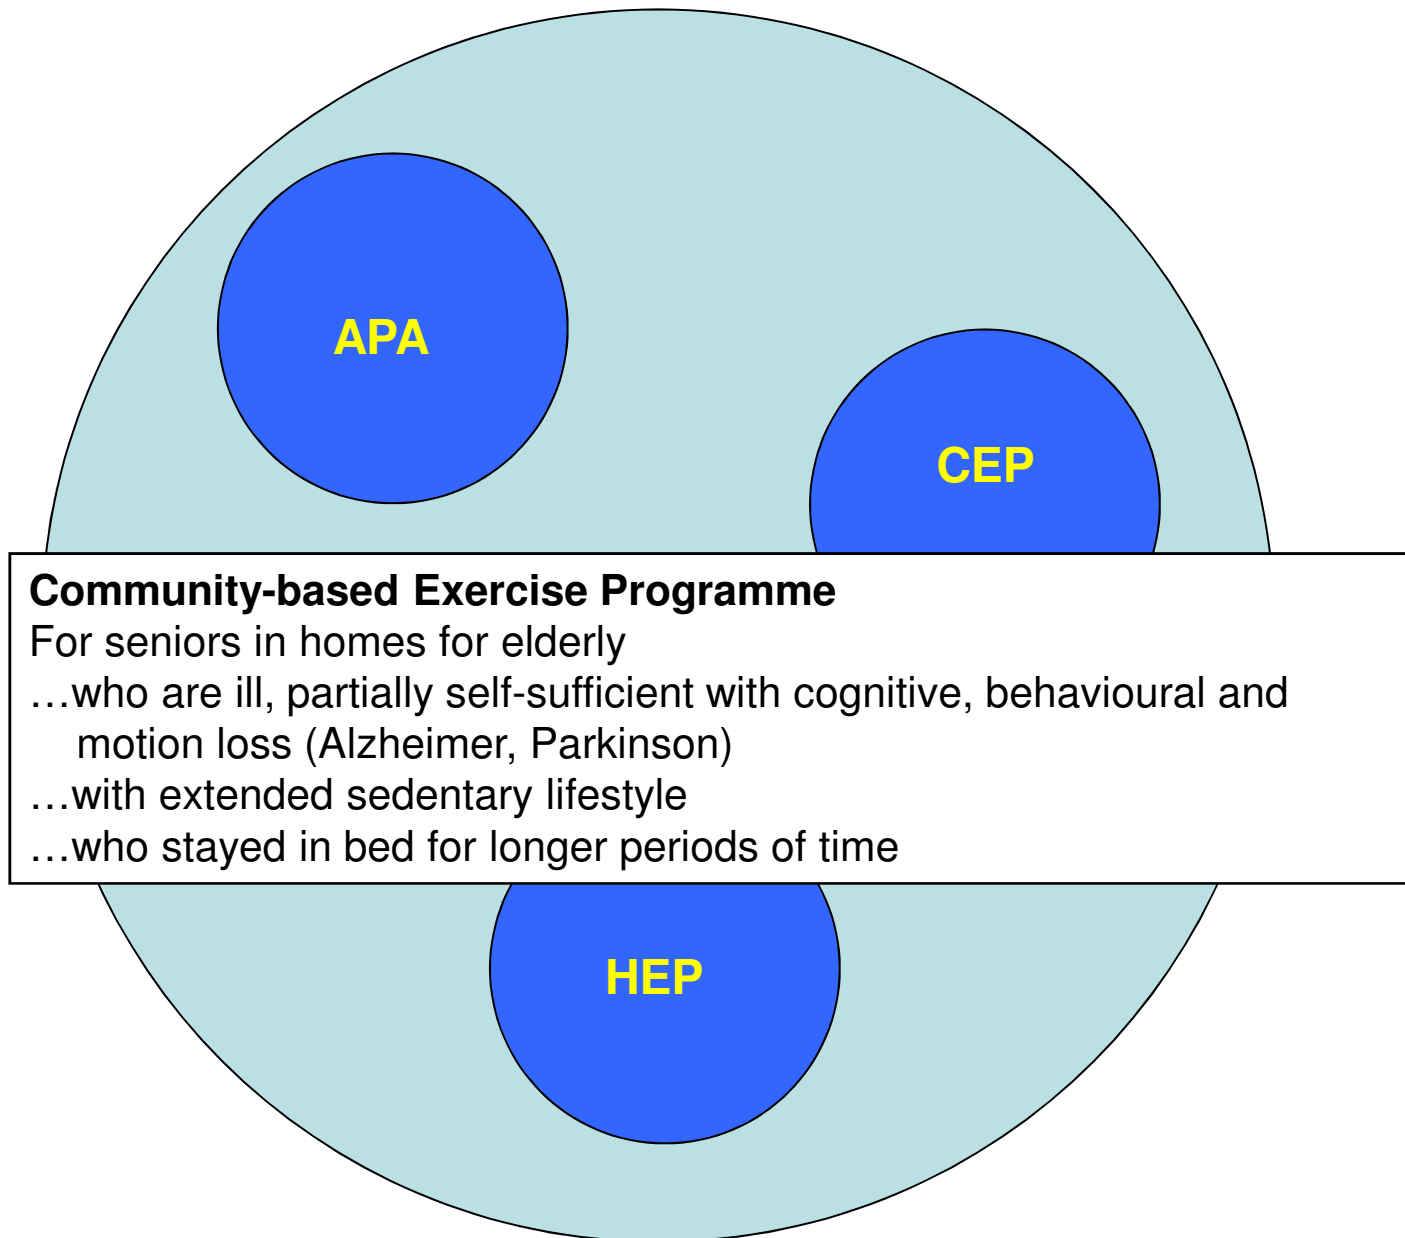 APA
CEP
Community-based Exercise Programme
For seniors in homes for elderly
…who are ill, partially self-sufficient with cognitive, behavioural and
motion loss (Alzheimer, Parkinson)
…with extended sedentary lifestyle
…who stayed in bed for longer periods of time
HEP